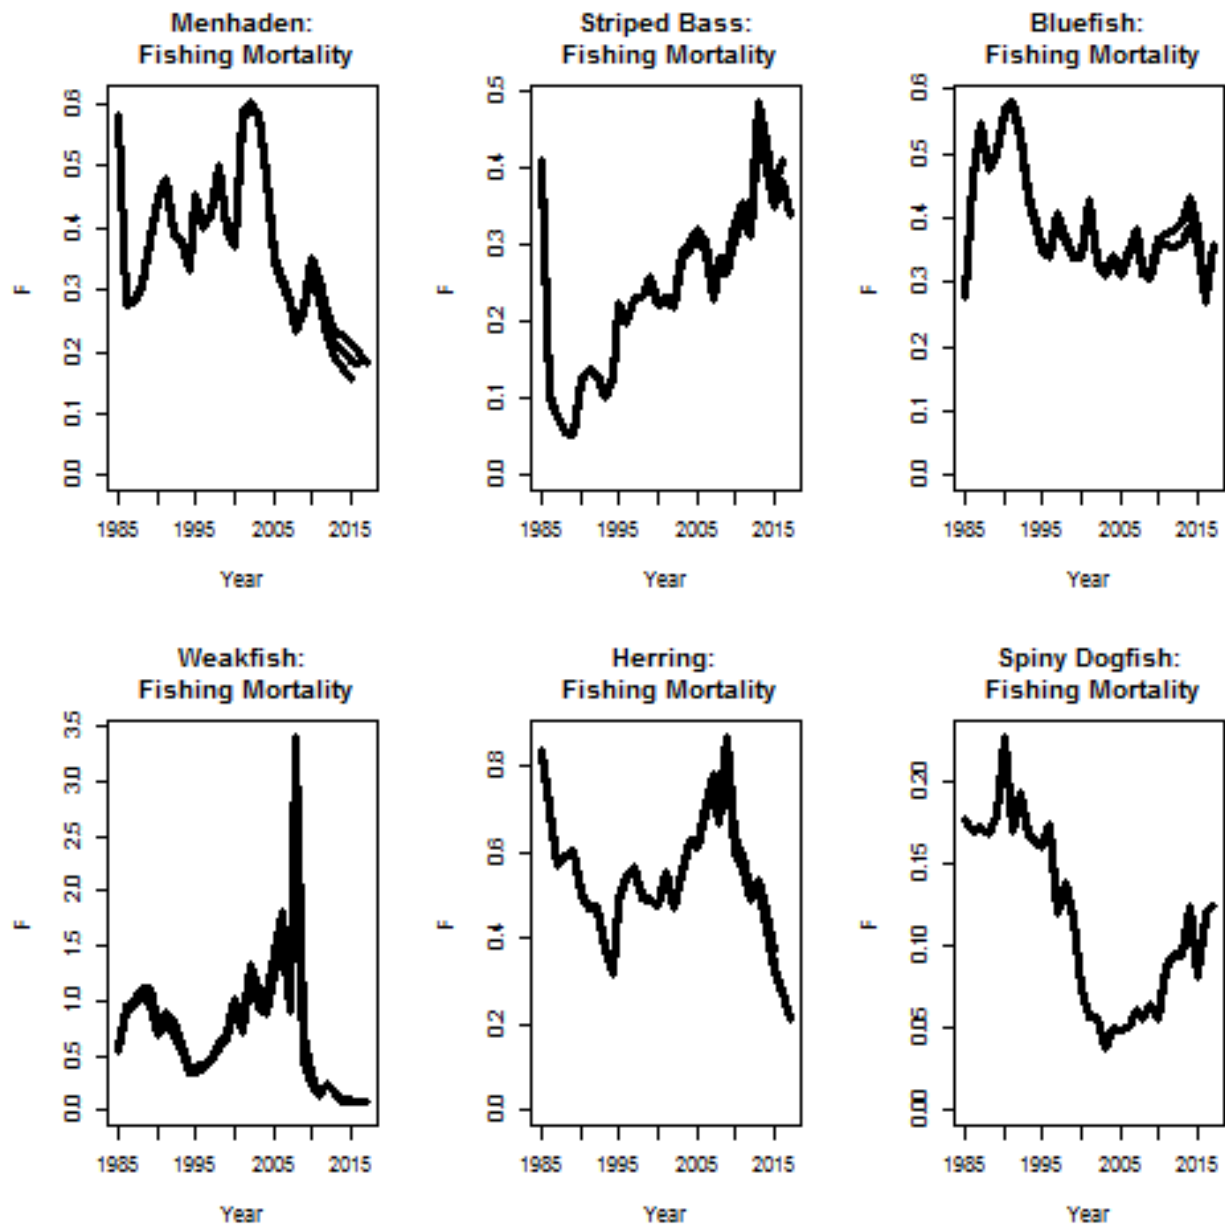 Menhaden:
Fishing Mortality
0.6
0.5
0.4
0.3
0.2
0.1
0.0
F
1985 1995 2005 2015
Year
Striped Bass:
Fishing Mortality
0.5
0.4
0.3
0.2
0.1
0.0
F
1985 1995 2005 2015
Year
Bluefish:
Fishing Mortality
0.6
0.5
0.4
0.3
0.2
0.1
0.0
F
1985 1995 2005 2015
Year
Weakfish:
Fishing Mortality
3.5
3.0
2.5
2.0
1.5
1.0
0.5
0.0
F
1985 1995 2005 2015
Year
Herring:
Fishing Mortality
0.8
0.6
0.4
0.2
0.0
F
1985 1995 2005 2015
Year
Spiny Dogfish:
Fishing Mortality
0.20
0.15
0.10
0.05
0.00
F
1985 1995 2005 2015
Year